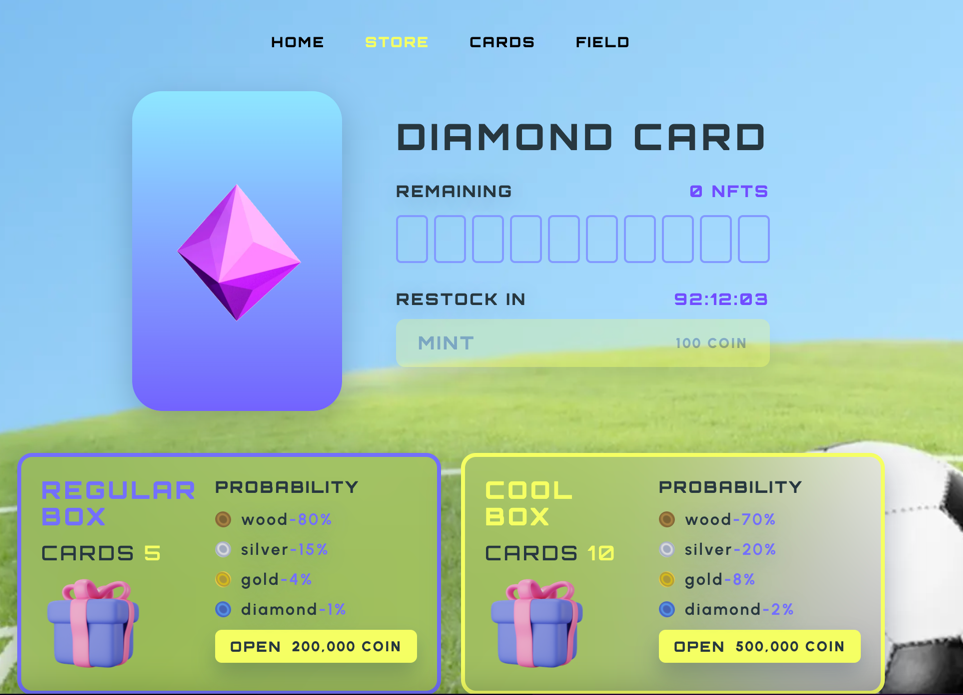 HOME STORE CARDS FIELD
DIAMOND CARD
REMAINING 0 NFTS
RESTOCK IN 92:12:03
MINT 100 COIN
REGULAR
BOX
CARDS 5
PROBABILITY
wood-80%
silver-15%
gold-4%
diamond-1%
OPEN 200,000 COIN
COOL
BOX
CARDS 10
PROBABILITY
wood-70%
silver-20%
gold-8%
diamond-2%
OPEN 500,000 COIN